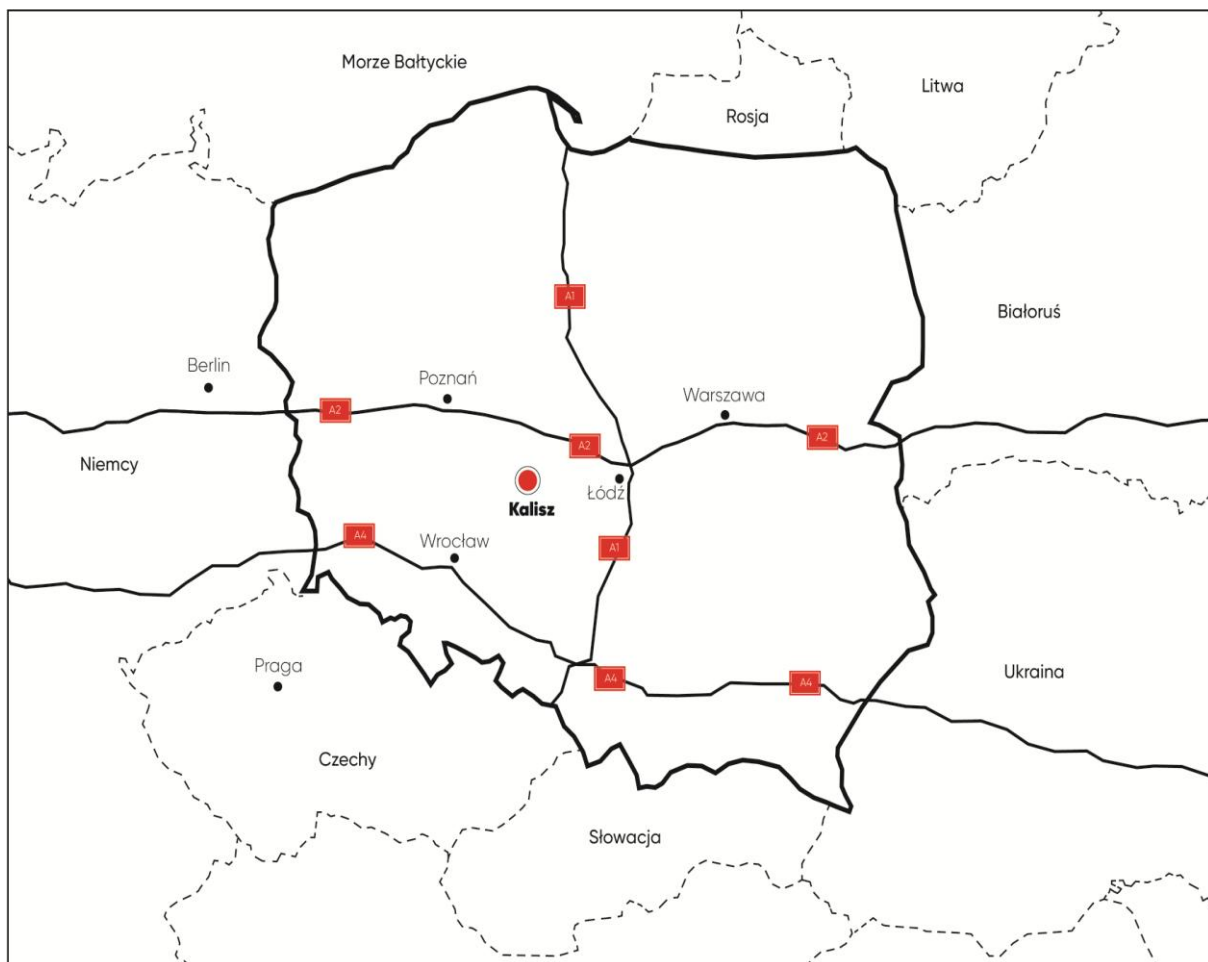 Morze Bałtyckie
Litwa
Rosja
A1
Białoruś
Berlin
Poznań
Warszawa
A2
A2
A2
Niemcy
Łódź
Kalisz
A4
Wrocław
A1
Praga
A4
A4
Ukraina
Czechy
Słowacja